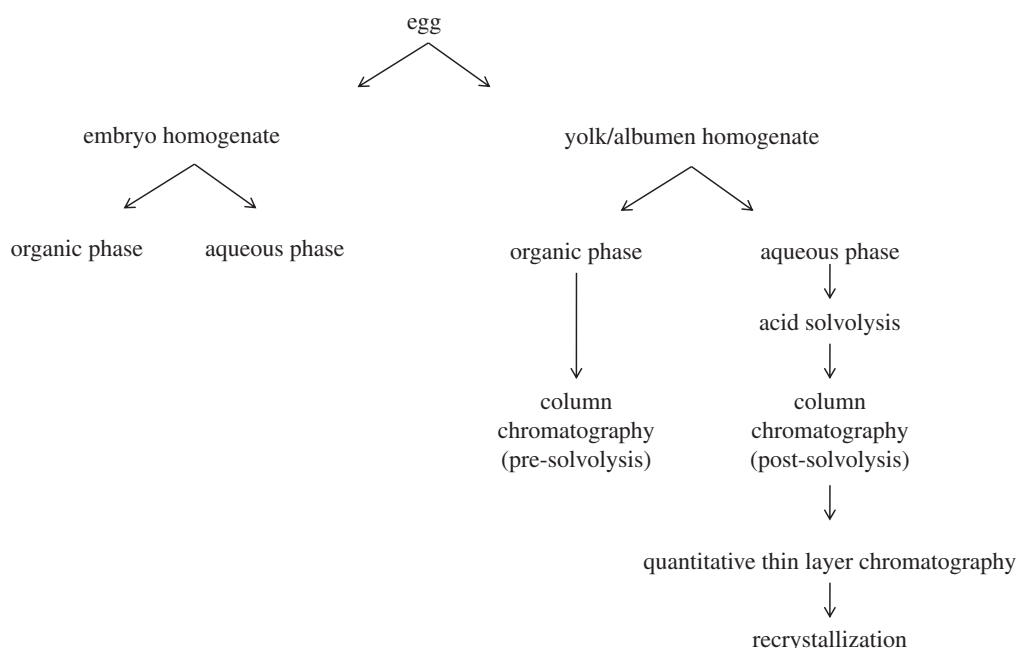 egg
embryo homogenate
yolk/albumen homogenate
organic phase
aqueous phase
organic phase
aqueous phase
acid solvolysis
column
chromatography
(pre-solvolysis)
column
chromatography
(post-solvolysis)
quantitative thin layer chromatography
recrystallization